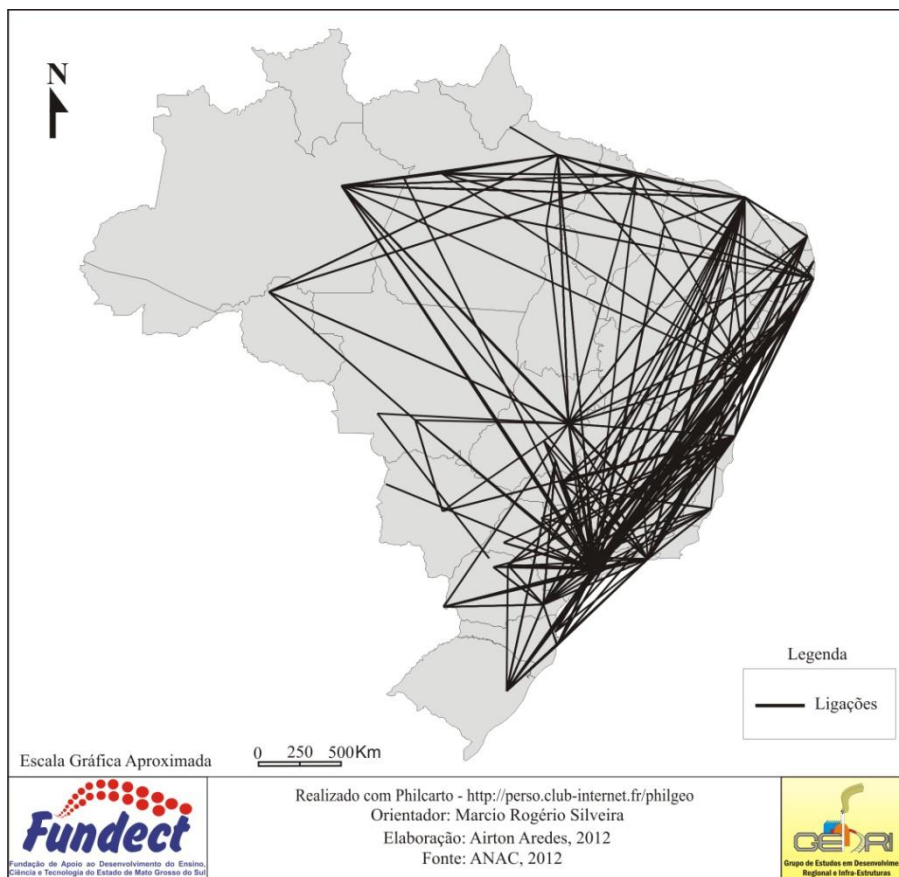 N
Legenda
Ligações
Escala Gráfica Aproximada
0 250 500Km
Fundect
Fundação de Apoio ao Desenvolvimento do Ensino,
Ciência e Tecnologia do Estado de Mato Grosso do Sul
Realizado com Philcarto - http://perso.club-internet.fr/philgeo
Orientador: Marcio Rogério Silveira
Elaboração: Airton Aredes, 2012
Fonte: ANAC, 2012
Grupo de Estudos em Desenvolvime
Regional e Infra-Estruturas